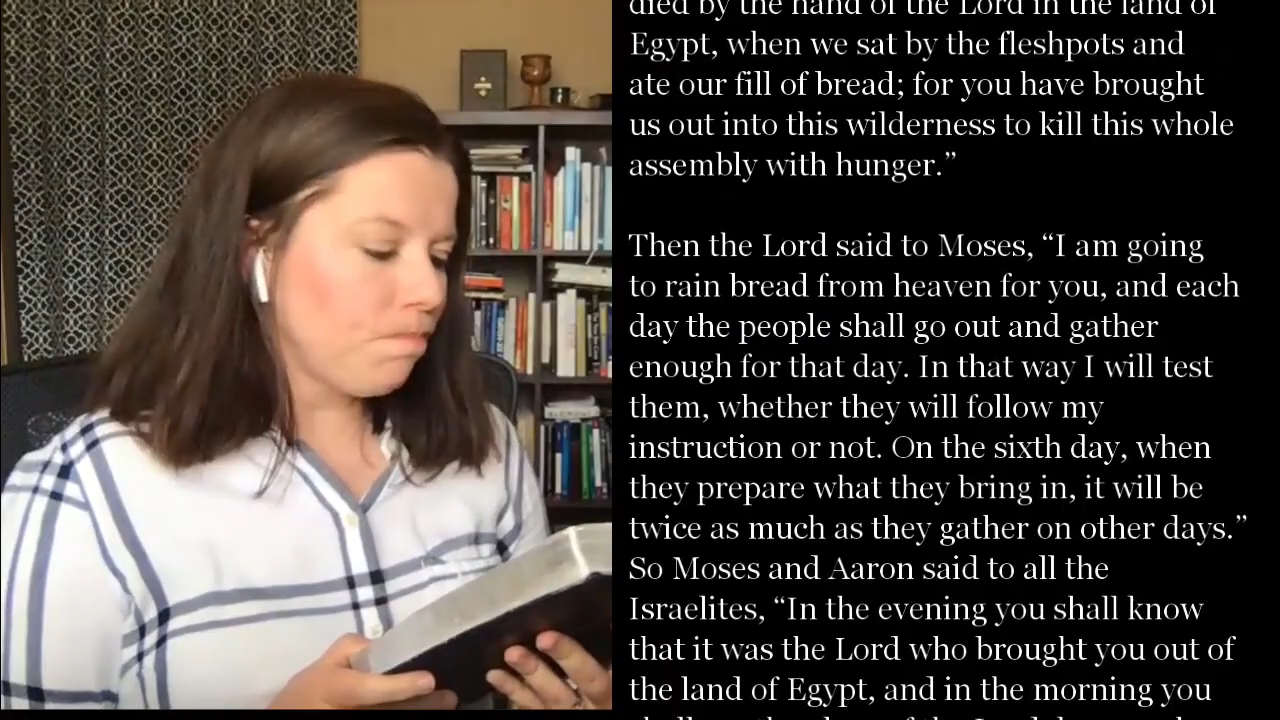 died by the hand of the Lord in the land of
Egypt, when we sat by the fleshpots and
ate our fill of bread; for you have brought
us out into this wilderness to kill this whole
assembly with hunger.”
Then the Lord said to Moses, “I am going
to rain bread from heaven for you, and each
day the people shall go out and gather
enough for that day. In that way I will test
them, whether they will follow my
instruction or not. On the sixth day, when
they prepare what they bring in, it will be
twice as much as they gather on other days.”
So Moses and Aaron said to all the
Israelites, “In the evening you shall know
that it was the Lord who brought you out of
the land of Egypt, and in the morning you